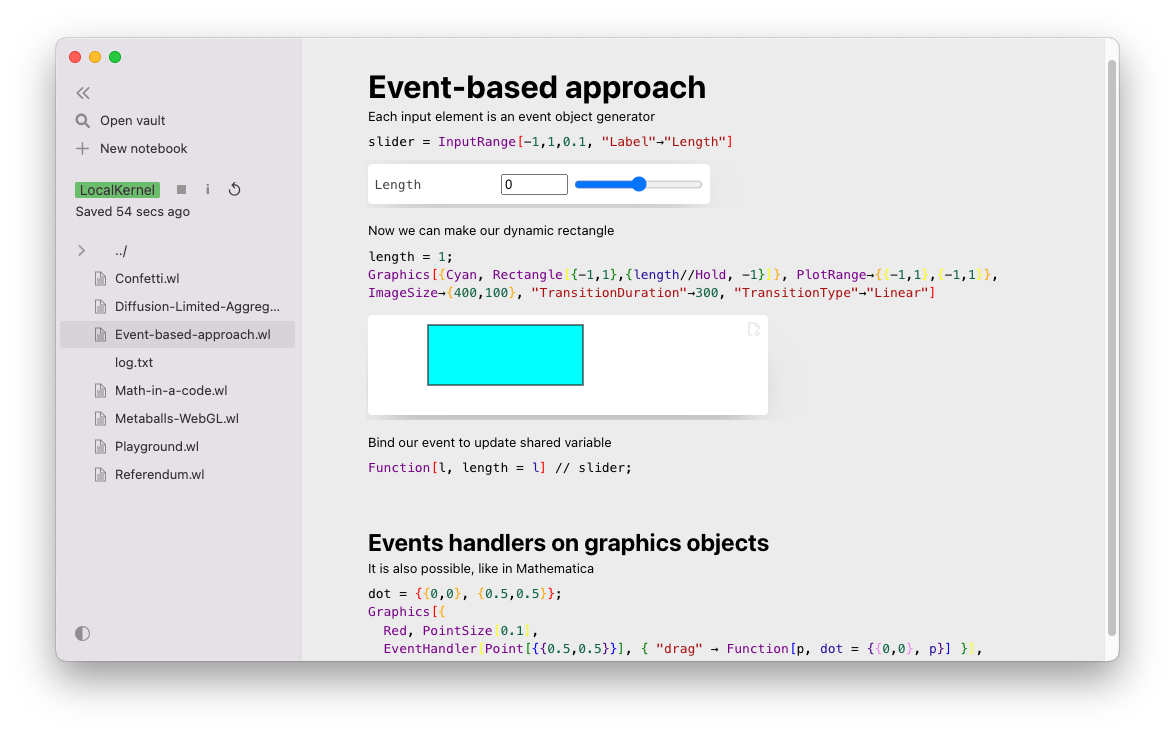 Open vault
New notebook
LocalKernel
Saved 54 secs ago
../
Confetti.wl
Diffusion-Limited-Aggreg...
Event-based-approach.wl
log.txt
Math-in-a-code.wl
Metaballs-WebGL.wl
Playground.wl
Referendum.wl
Event-based approach
Each input element is an event object generator
slider = InputRange[-1,1,0.1, "Label"→"Length"]
Length 0
Now we can make our dynamic rectangle
length = 1;
Graphics[{Cyan, Rectangle[{-1,1},{length//Hold, -1}]}, PlotRange→{{-1,1},{-1,1}},
ImageSize→{400,100}, "TransitionDuration"→300, "TransitionType"→"Linear"]
Bind our event to update shared variable
Function[l, length = l] // slider;
Events handlers on graphics objects
It is also possible, like in Mathematica
dot = {{0,0}, {0.5,0.5}};
Graphics[{
Red, PointSize[0.1],
EventHandler[Point[{{0.5,0.5}}], { "drag" → Function[p, dot = {{0,0}, p}] }],